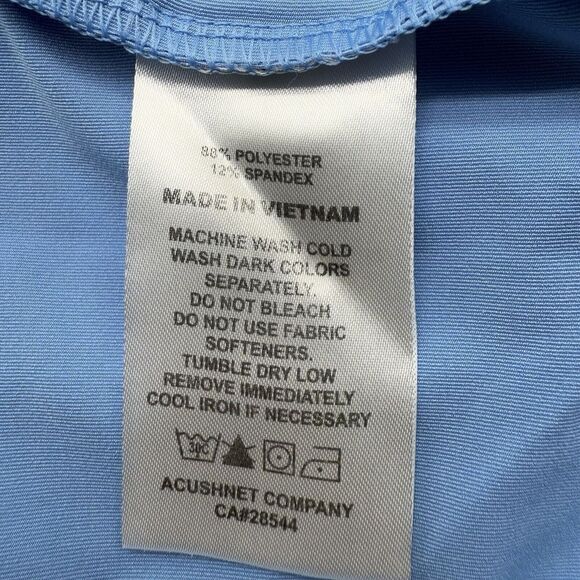 88% POLYESTER
12% SPANDEX
MADE IN VIETNAM
MACHINE WASH COLD
WASH DARK COLORS
SEPARATELY.
DO NOT BLEACH
DO NOT USE FABRIC
SOFTENERS.
TUMBLE DRY LOW
REMOVE IMMEDIATELY
COOL IRON IF NECESSARY
30C
ACUSHNET COMPANY
CA#28544